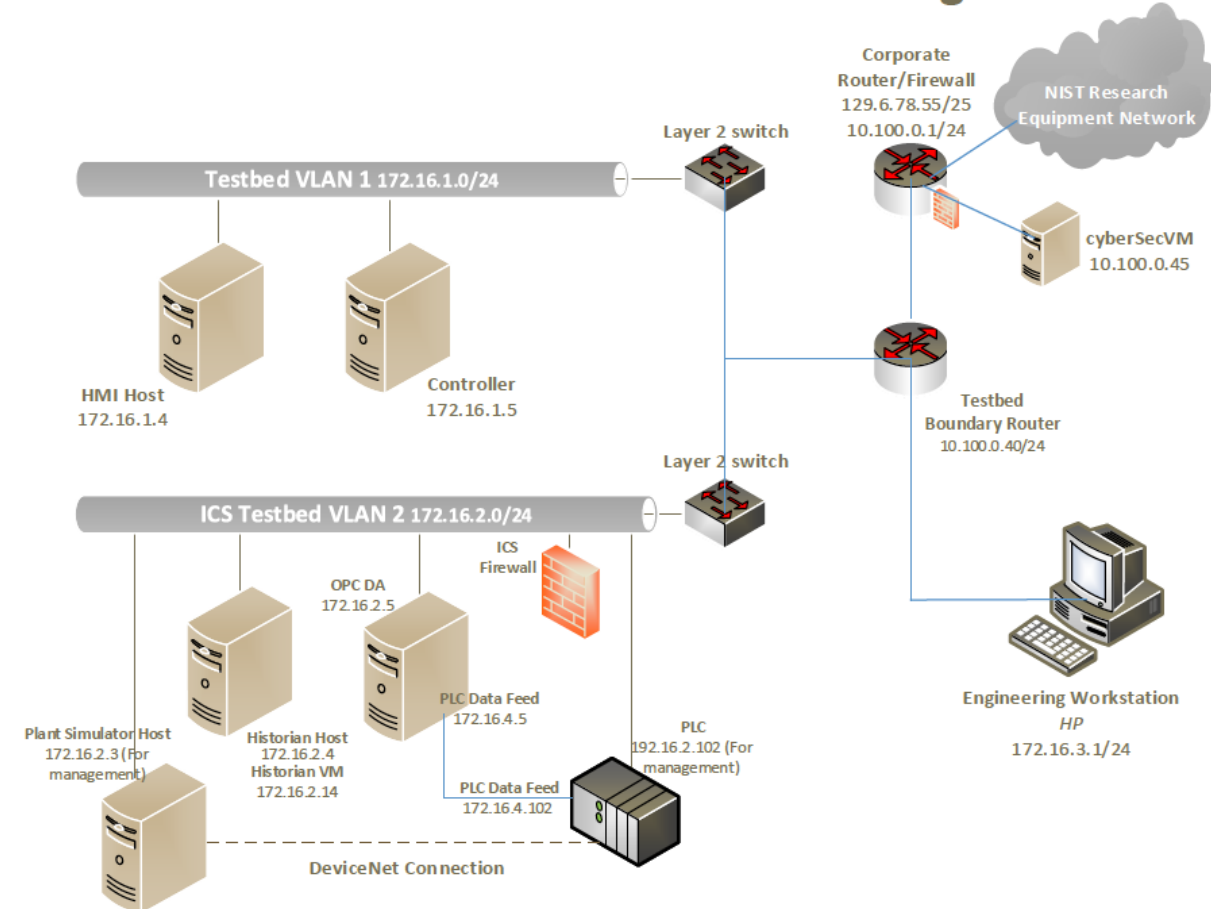 Corporate
Router/Firewall
129.6.78.55/25
10.100.0.1/24
NIST Research
Equipment Network
Layer 2 switch
Testbed VLAN 1 172.16.1.0/24
cyberSecVM
10.100.0.45
HMI Host
172.16.1.4
Controller
172.16.1.5
Testbed
Boundary Router
10.100.0.40/24
Layer 2 switch
ICS Testbed VLAN 2 172.16.2.0/24
ICS
Firewall
OPC DA
172.16.2.5
Engineering Workstation
HP
172.16.3.1/24
PLC Data Feed
172.16.4.5
Plant Simulator Host
172.16.2.3 (For
management)
Historian Host
172.16.2.4
Historian VM
172.16.2.14
PLC
192.16.2.102 (For
management)
PLC Data Feed
172.16.4.102
DeviceNet Connection